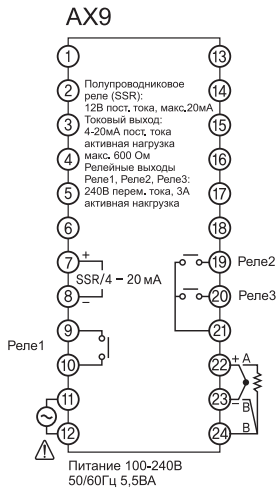 AX9
1
13
2
14
3
15
4
16
5
17
6
18
Полупроводниковое
реле (SSR):
12В пост. тока, макс.20мА
Токовый выход:
4-20мА пост. тока
активная нагрузка
макс. 600 Ом
Релейные выходы
Реле1, Реле2, Реле3:
240В перем. тока, 3А
активная накгрузка
7
+
SSR/4 – 20 мА
8
–
19
Реле2
20
Реле3
21
Реле1
9
10
11
12
22
+ A
23
– B
24
B
Питание 100-240В
50/60Гц 5,5ВА